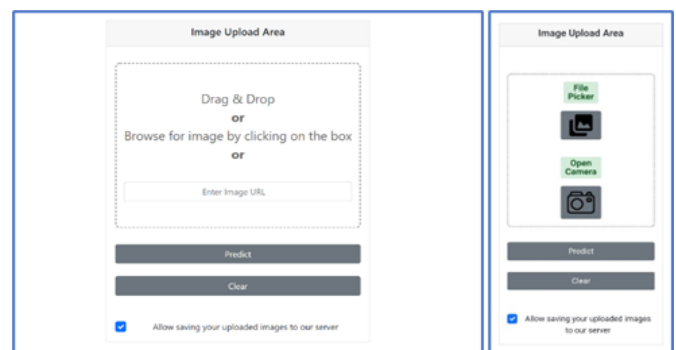 Image Upload Area
Drag & Drop
or
Browse for image by clicking on the box
or
Enter Image URL
Predict
Clear
Allow saving your uploaded images to our server
Image Upload Area
File
Picker
Open
Camera
Predict
Clear
Allow saving your uploaded images
to our server